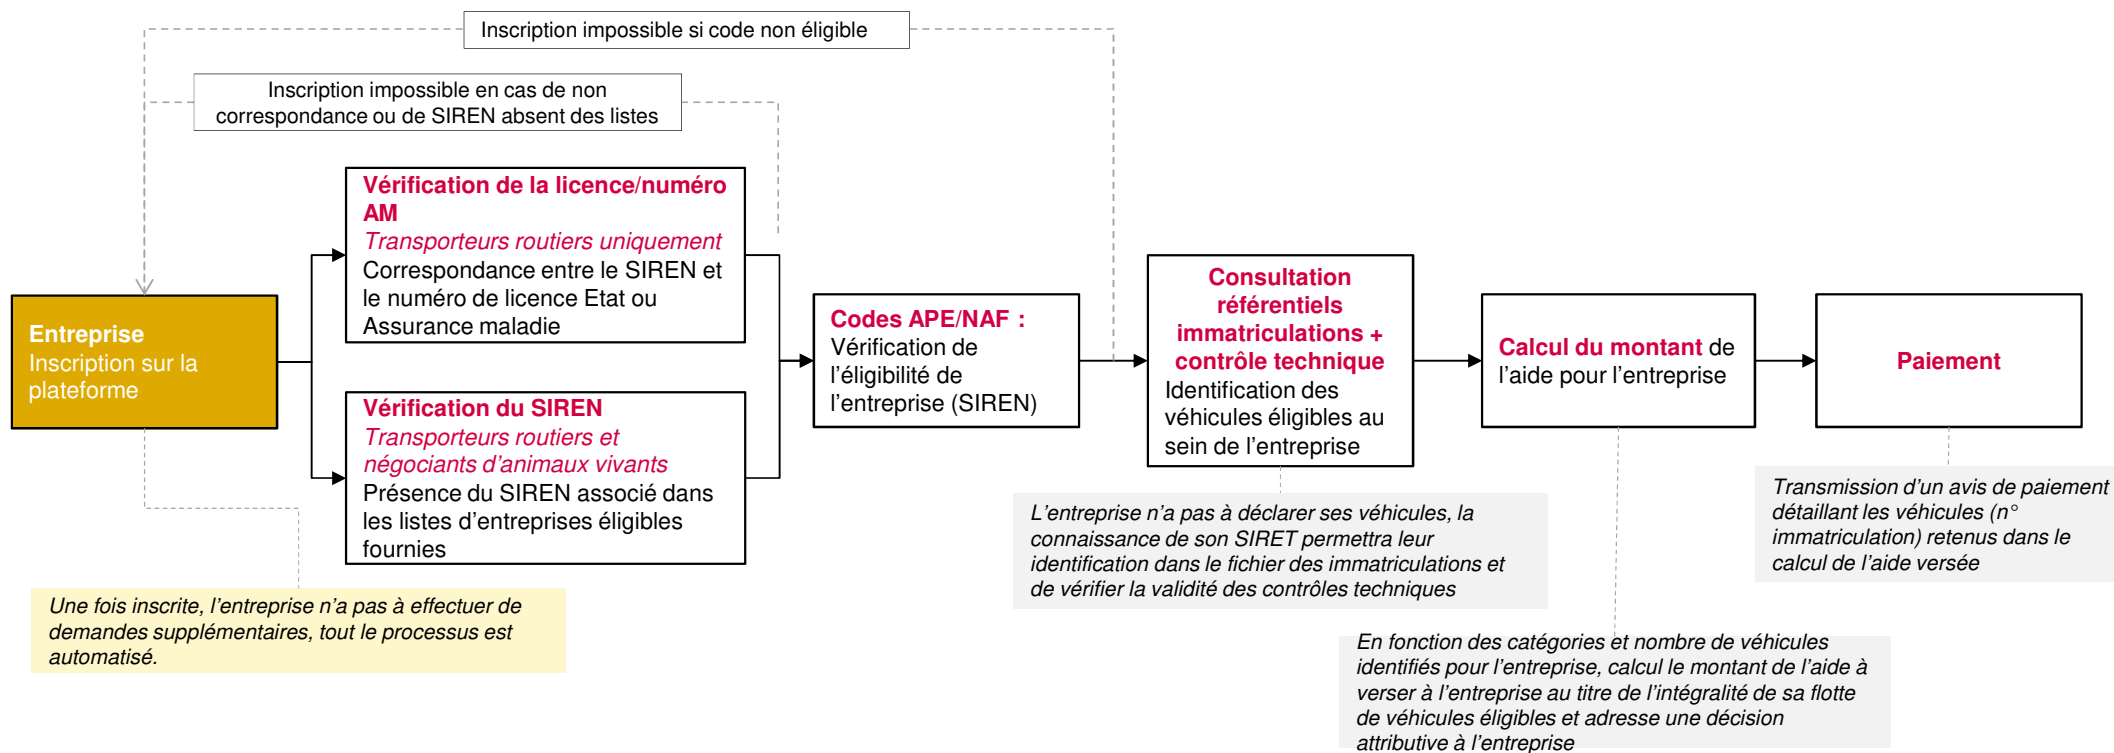 Inscription impossible si code non éligible
Inscription impossible en cas de non
correspondance ou de SIREN absent des listes
Entreprise
Inscription sur la
plateforme
Vérification de la licence/numéro
AM
Transporteurs routiers uniquement
Correspondance entre le SIREN et
le numéro de licence Etat ou
Assurance maladie
Vérification du SIREN
Transporteurs routiers et
négociants d’animaux vivants
Présence du SIREN associé dans
les listes d’entreprises éligibles
fournies
Codes APE/NAF :
Vérification de
l’éligibilité de
l’entreprise (SIREN)
Consultation
référentiels
immatriculations +
contrôle technique
Identification des
véhicules éligibles au
sein de l’entreprise
Calcul du montant de
l’aide pour l’entreprise
Paiement
Une fois inscrite, l’entreprise n’a pas à effectuer de
demandes supplémentaires, tout le processus est
automatisé.
L’entreprise n’a pas à déclarer ses véhicules, la
connaissance de son SIRET permettra leur
identification dans le fichier des immatriculations et
de vérifier la validité des contrôles techniques
En fonction des catégories et nombre de véhicules
identifiés pour l’entreprise, calcul le montant de l’aide à
verser à l’entreprise au titre de l’intégralité de sa flotte
de véhicules éligibles et adresse une décision
attributive à l’entreprise
Transmission d’un avis de paiement
détaillant les véhicules (n°
immatriculation) retenus dans le
calcul de l’aide versée